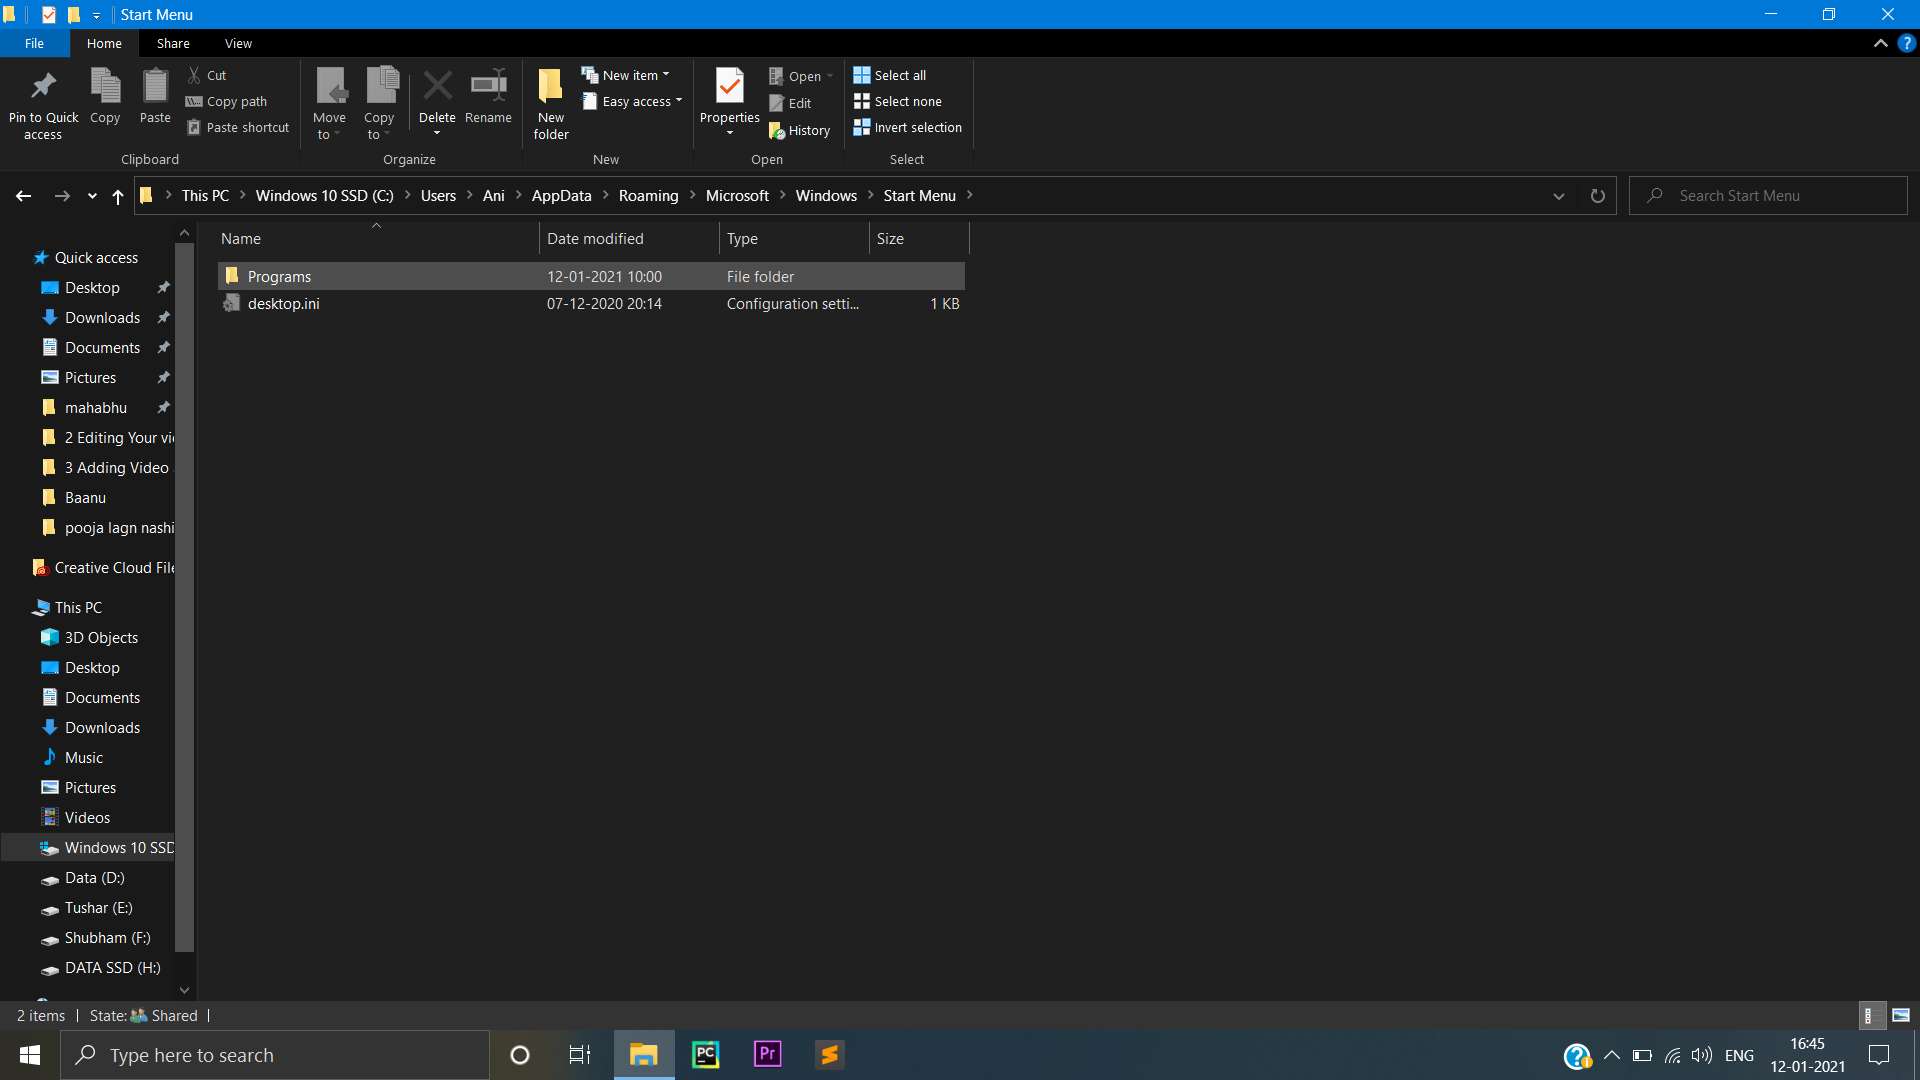 Start Menu
File Home Share View
Pin to Quick access
Copy
Paste
Cut
Copy path
Paste shortcut
Clipboard
Move to
Copy to
Delete
Rename
Organize
New folder
New item
Easy access
New
Properties
Open
Edit
History
Open
Select all
Select none
Invert selection
Select
This PC > Windows 10 SSD (C:) > Users > Ani > AppData > Roaming > Microsoft > Windows > Start Menu >
Search Start Menu
Name Date modified Type Size
Programs 12-01-2021 10:00 File folder
desktop.ini 07-12-2020 20:14 Configuration setti... 1 KB
Quick access
Desktop
Downloads
Documents
Pictures
mahabhu
2 Editing Your vi
3 Adding Video
Baanu
pooja lagn nashi
Creative Cloud File
This PC
3D Objects
Desktop
Documents
Downloads
Music
Pictures
Videos
Windows 10 SSD
Data (D:)
Tushar (E:)
Shubham (F:)
DATA SSD (H:)
2 items | State: Shared |
Type here to search
PC
Pr
ENG
16:45
12-01-2021